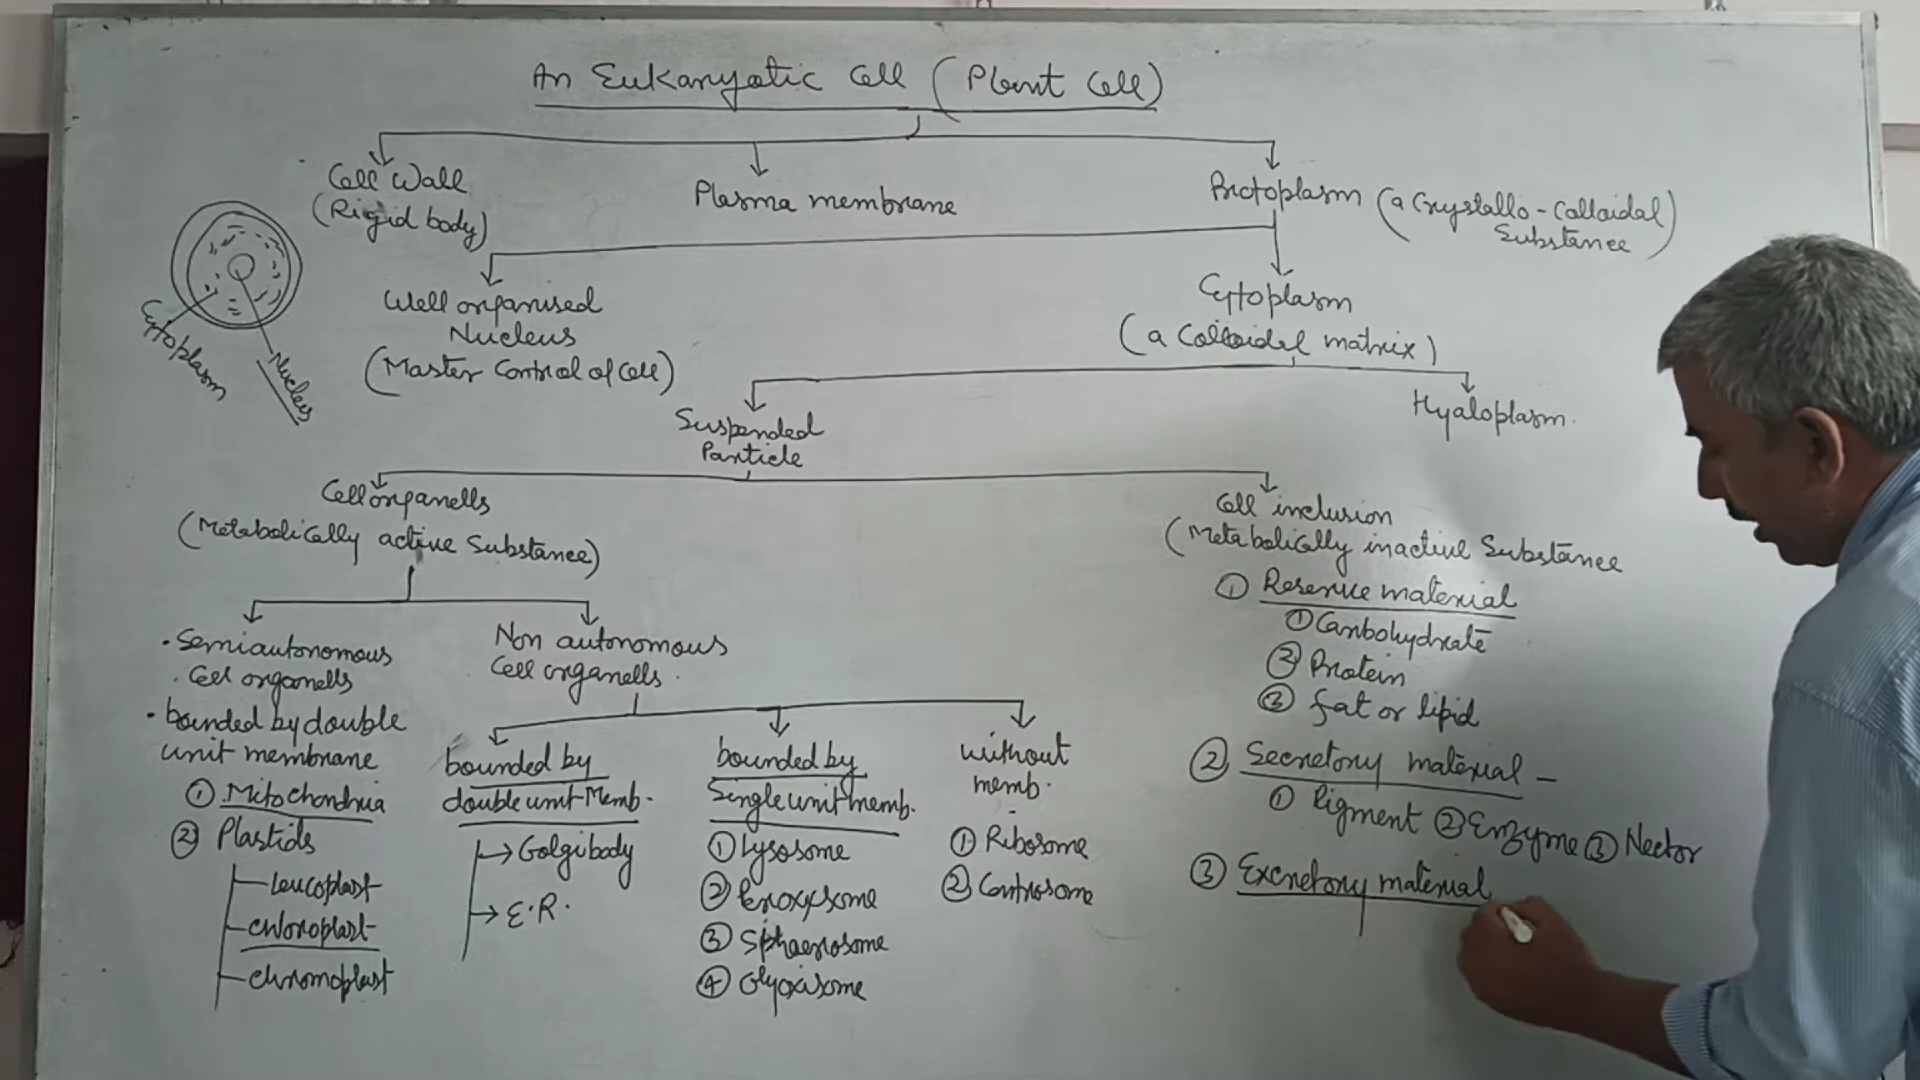 An Eukaryotic Cell (Plant Cell)
Cell Wall
(Rigid body)
Plasma membrane
Protoplasm (a Crystallo-Colloidal
Substance)
Cytoplasm
Nucleus
Well organised
Nucleus
(Master Control of Cell)
Cytoplasm
(a Colloidal matrix)
Suspended
Particle
Hyaloplasm.
Cell organells
(Metabolically active Substance)
Cell inclusion
(Metabolically inactive Substance
① Reserve material
① Carbohydrate
② Protein
③ fat or lipid
② Secretory material -
① Pigment ② Enzyme ③ Nector
③ Excretory material
• Semiautonomous
. Cell organells
• bounded by double
unit membrane
① Mitochondria
② Plastids
Leucoplast
chloroplast
chromoplast
Non autonomous
Cell organells.
bounded by
double unit-Memb.
→ Golgi body
→ E.R.
bounded by
Single unit memb.
① Lysosome
② Peroxysome
③ Sphaerosome
④ Glyoxisome
without
memb.
① Ribosome
② Centrosome